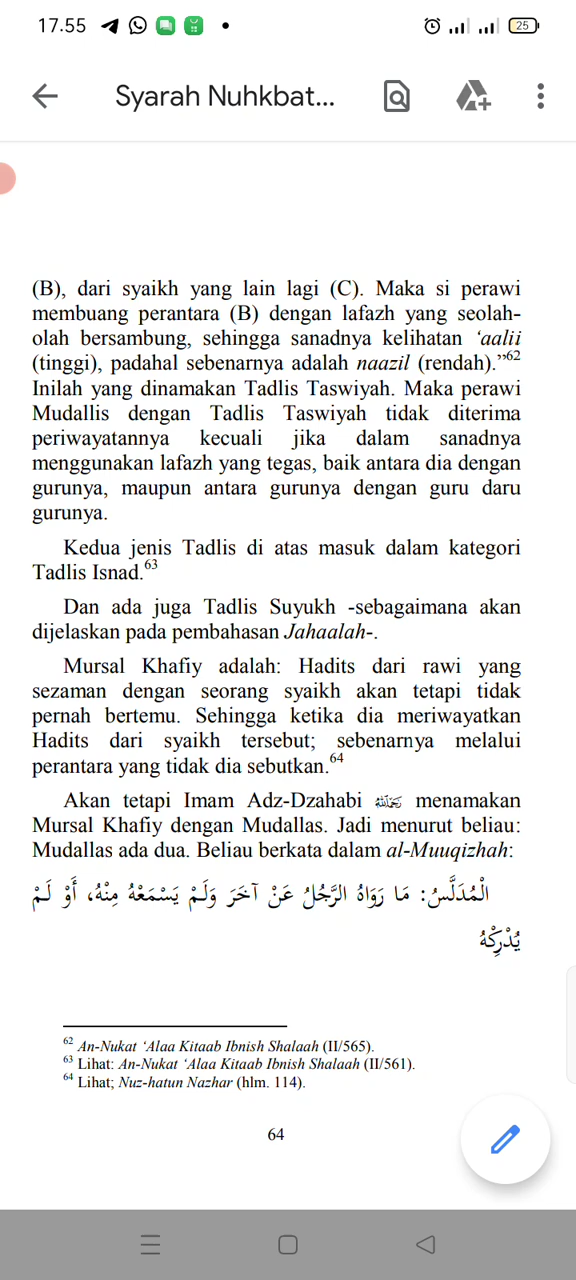 17.55
25
Syarah Nuhkbat...
(B), dari syaikh yang lain lagi (C). Maka si perawi
membuang perantara (B) dengan lafazh yang seolah-
olah bersambung, sehingga sanadnya kelihatan ‘aalii
(tinggi), padahal sebenarnya adalah naazil (rendah).”62
Inilah yang dinamakan Tadlis Taswiyah. Maka perawi
Mudallis dengan Tadlis Taswiyah tidak diterima
periwayatannya kecuali jika dalam sanadnya
menggunakan lafazh yang tegas, baik antara dia dengan
gurunya, maupun antara gurunya dengan guru daru
gurunya.
Kedua jenis Tadlis di atas masuk dalam kategori
Tadlis Isnad.63
Dan ada juga Tadlis Suyukh -sebagaimana akan
dijelaskan pada pembahasan Jahaalah-.
Mursal Khafiy adalah: Hadits dari rawi yang
sezaman dengan seorang syaikh akan tetapi tidak
pernah bertemu. Sehingga ketika dia meriwayatkan
Hadits dari syaikh tersebut; sebenarnya melalui
perantara yang tidak dia sebutkan.64
Akan tetapi Imam Adz-Dzahabi menamakan
Mursal Khafiy dengan Mudallas. Jadi menurut beliau:
Mudallas ada dua. Beliau berkata dalam al-Muuqizhah:
الْمُدَلَّسُ: مَا رَوَاهُ الرَّجُلُ عَنْ آخَرَ وَلَمْ يَسْمَعْهُ مِنْهُ، أَوْ لَمْ
يُدْرِكْهُ
62 An-Nukat ‘Alaa Kitaab Ibnish Shalaah (II/565).
63 Lihat: An-Nukat ‘Alaa Kitaab Ibnish Shalaah (II/561).
64 Lihat; Nuz-hatun Nazhar (hlm. 114).
64